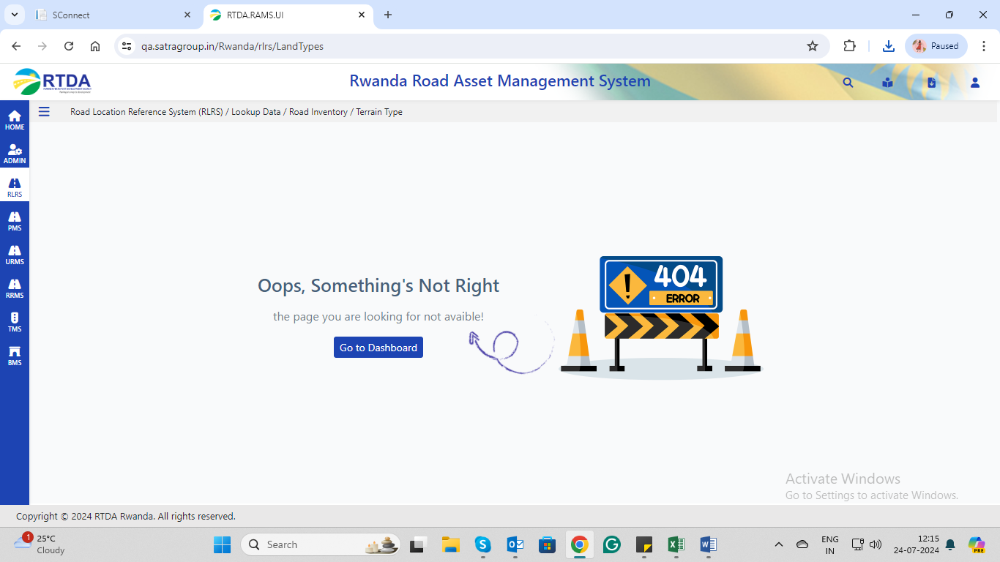 SConnect
RTDA.RAMS.UI
qa.satragroup.in/Rwanda/rlrs/LandTypes
Paused
RTDA
Rwanda Road Asset Management System
HOME
ADMIN
RLRS
PMS
URMS
RRMS
TMS
BMS
Road Location Reference System (RLRS) / Lookup Data / Road Inventory / Terrain Type
Oops, Something's Not Right
the page you are looking for not avaible!
Go to Dashboard
!
404
ERROR
Activate Windows
Go to Settings to activate Windows.
Copyright © 2024 RTDA Rwanda. All rights reserved.
1
25°C
Cloudy
Search
ENG
IN
12:15
24-07-2024
PRE